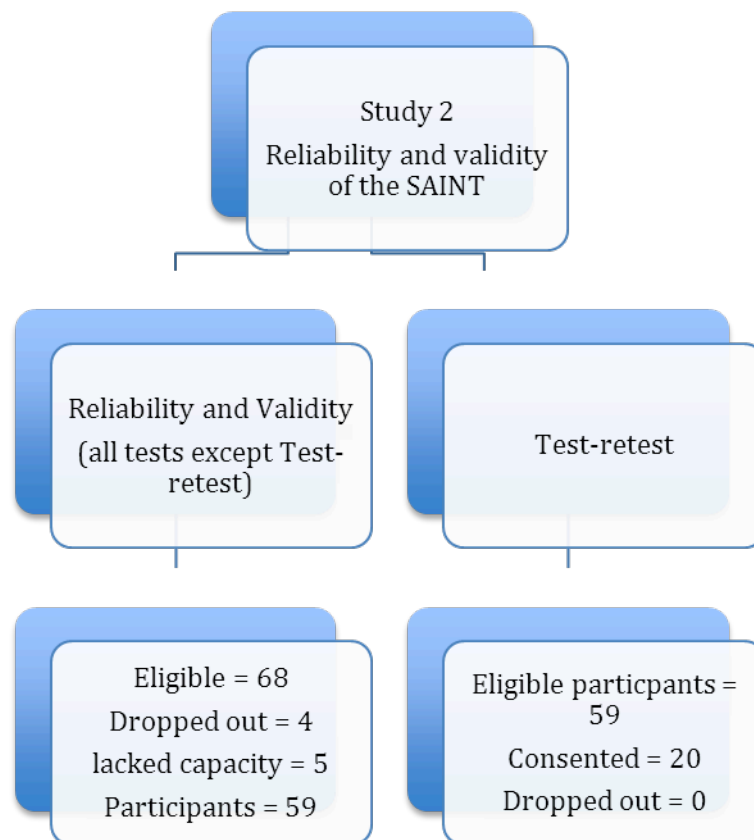 Study 2
Reliability and validity
of the SAINT
Reliability and Validity
(all tests except Test-
retest)
Test-retest
Eligible = 68
Dropped out = 4
lacked capacity = 5
Participants = 59
Eligible particpants =
59
Consented = 20
Dropped out = 0